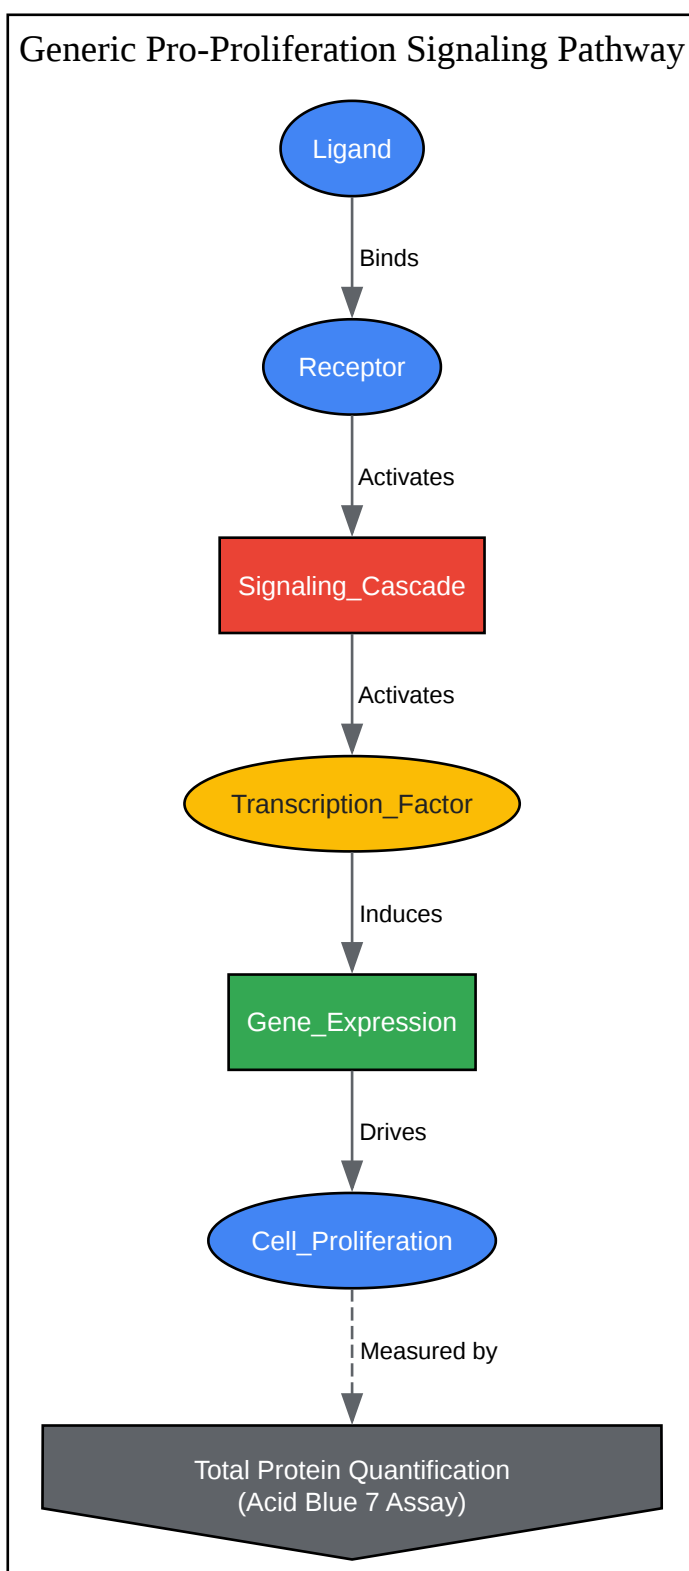 Generic Pro-Proliferation Signaling Pathway
Ligand
Binds
Receptor
Activates
Signaling_Cascade
Activates
Transcription_Factor
Induces
Gene_Expression
Drives
Cell_Proliferation
Measured by
Total Protein Quantification
(Acid Blue 7 Assay)